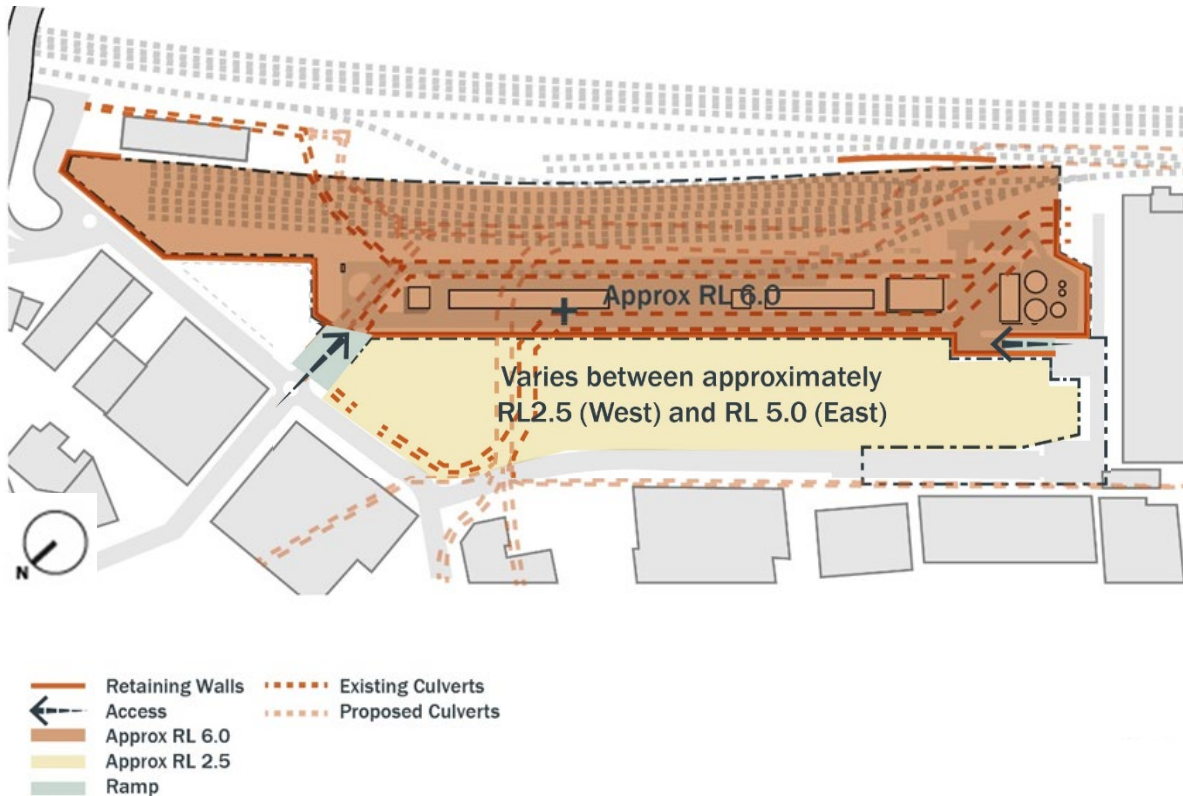 Approx RL 6.0
Varies between approximately
RL2.5 (West) and RL 5.0 (East)
N
Retaining Walls
Access
Approx RL 6.0
Approx RL 2.5
Ramp
Existing Culverts
Proposed Culverts